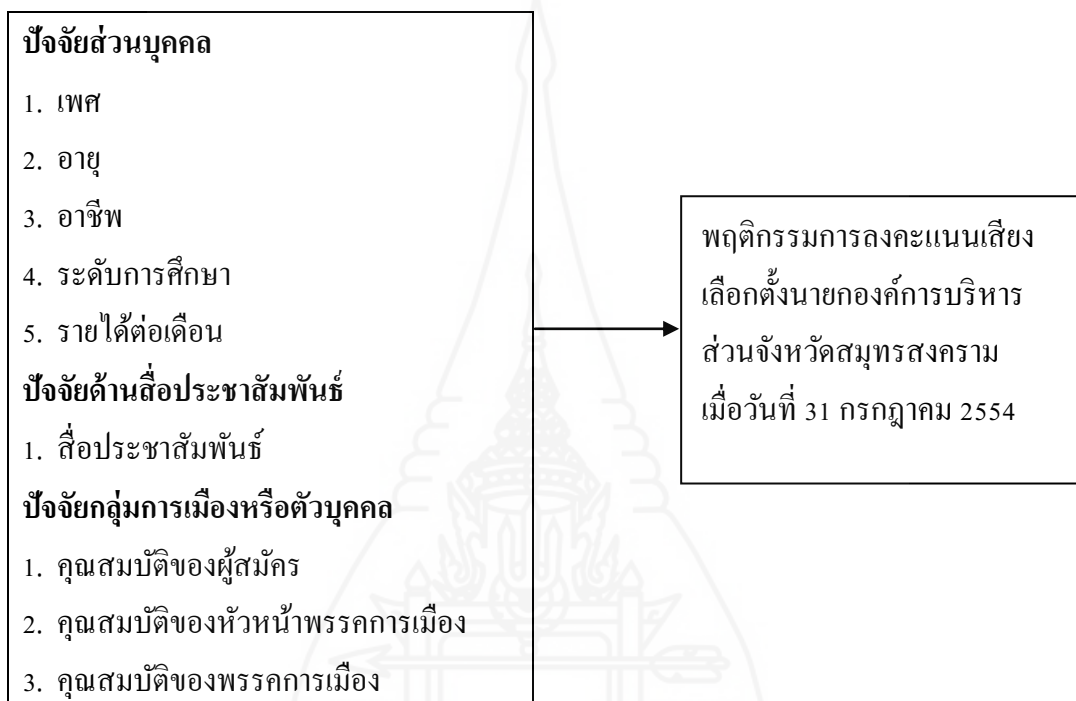 ปัจจัยส่วนบุคคล
1. เพศ
2. อายุ
3. อาชีพ
4. ระดับการศึกษา
5. รายได้ต่อเดือน
ปัจจัยด้านสื่อประชาสัมพันธ์
1. สื่อประชาสัมพันธ์
ปัจจัยกลุ่มการเมืองหรือตัวบุคคล
1. คุณสมบัติของผู้สมัคร
2. คุณสมบัติของหัวหน้าพรรคการเมือง
3. คุณสมบัติของพรรคการเมือง
พฤติกรรมการลงคะแนนเสียง
เลือกตั้งนายกองค์การบริหาร
ส่วนจังหวัดสมุทรสงคราม
เมื่อวันที่ 31 กรกฎาคม 2554